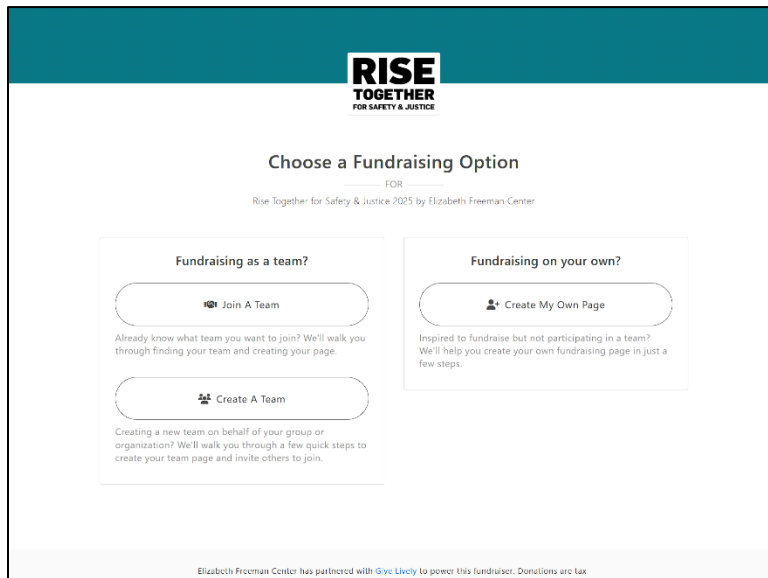 RISE
TOGETHER
FOR SAFETY & JUSTICE
Choose a Fundraising Option
FOR
Rise Together for Safety & Justice 2025 by Elizabeth Freeman Center
Fundraising as a team?
Join A Team
Already know what team you want to join? We'll walk you
through finding your team and creating your page.
Create A Team
Creating a new team on behalf of your group or
organization? We'll walk you through a few quick steps to
create your team page and invite others to join.
Fundraising on your own?
Create My Own Page
Inspired to fundraise but not participating in a team?
We'll help you create your own fundraising page in just a
few steps.
Elizabeth Freeman Center has partnered with Give Lively to power this fundraiser. Donations are tax